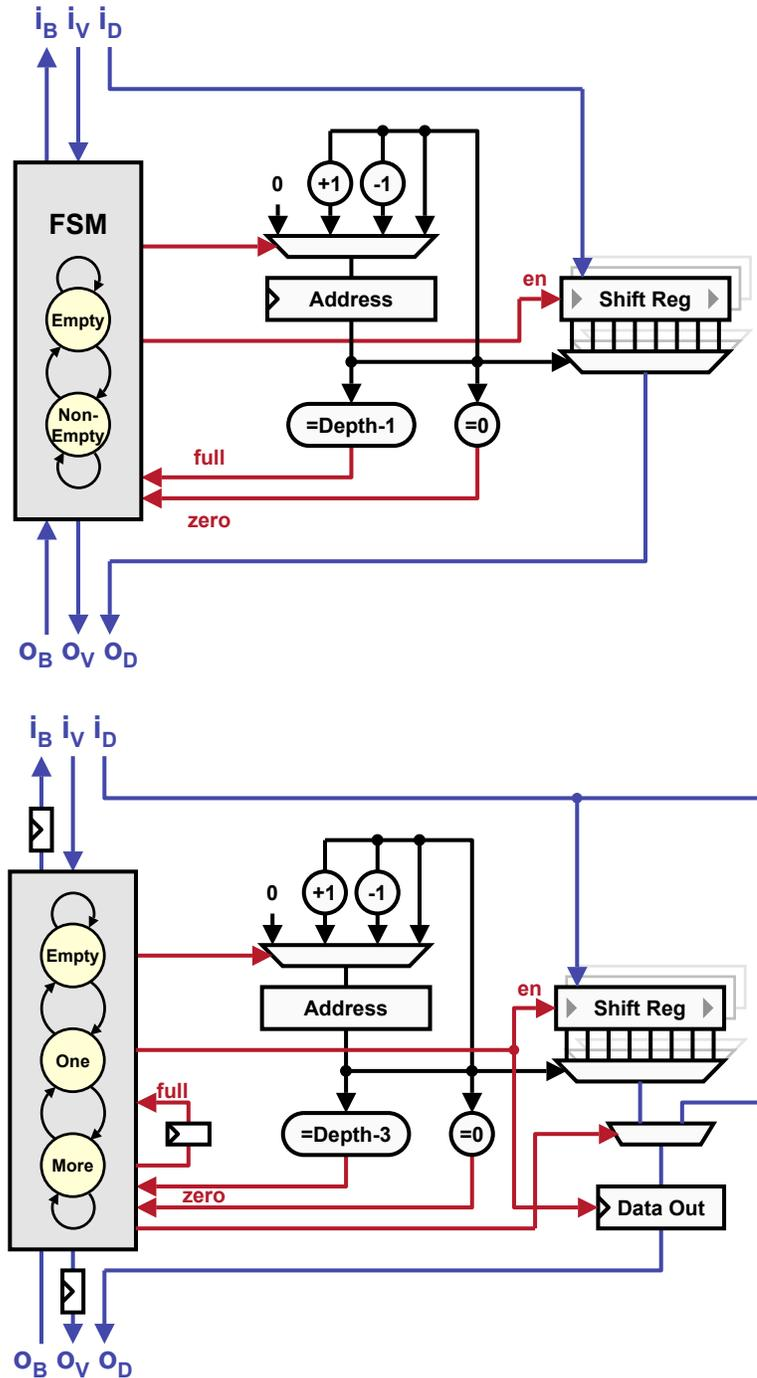 iB iV iD
0 +1 -1
FSM
en
Address
Shift Reg
Empty
Non-
Empty
=Depth-1
=0
full
zero
oB oV oD
iB iV iD
0 +1 -1
Empty
en
Address
Shift Reg
One
full
=Depth-3
=0
More
zero
Data Out
oB oV oD